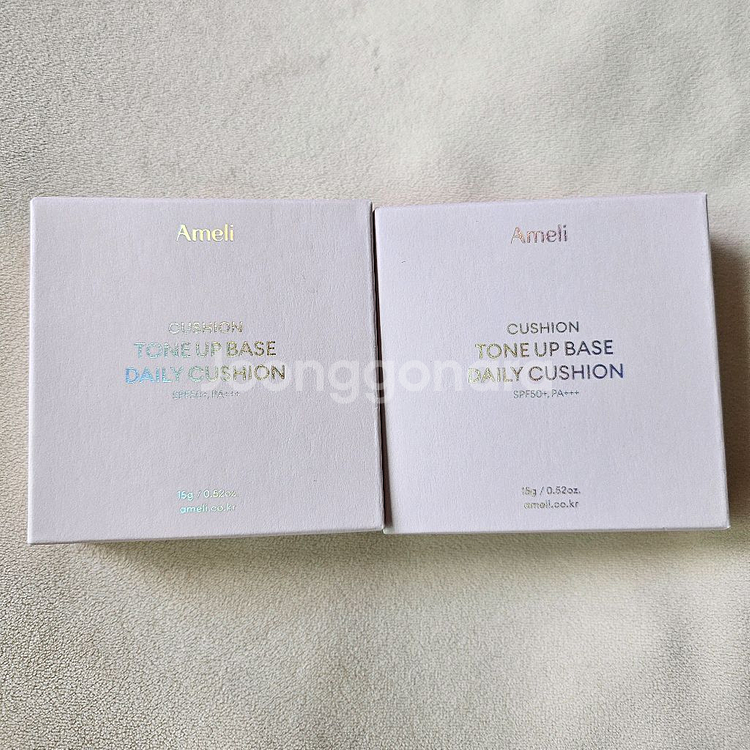 Ameli
CUSHION
TONE UP BASE
DAILY CUSHION
SPF50+, PA+++
15g / 0.52oz.
ameli.co.kr
Ameli
CUSHION
TONE UP BASE
DAILY CUSHION
SPF50+, PA+++
15g / 0.52oz.
ameli.co.kr